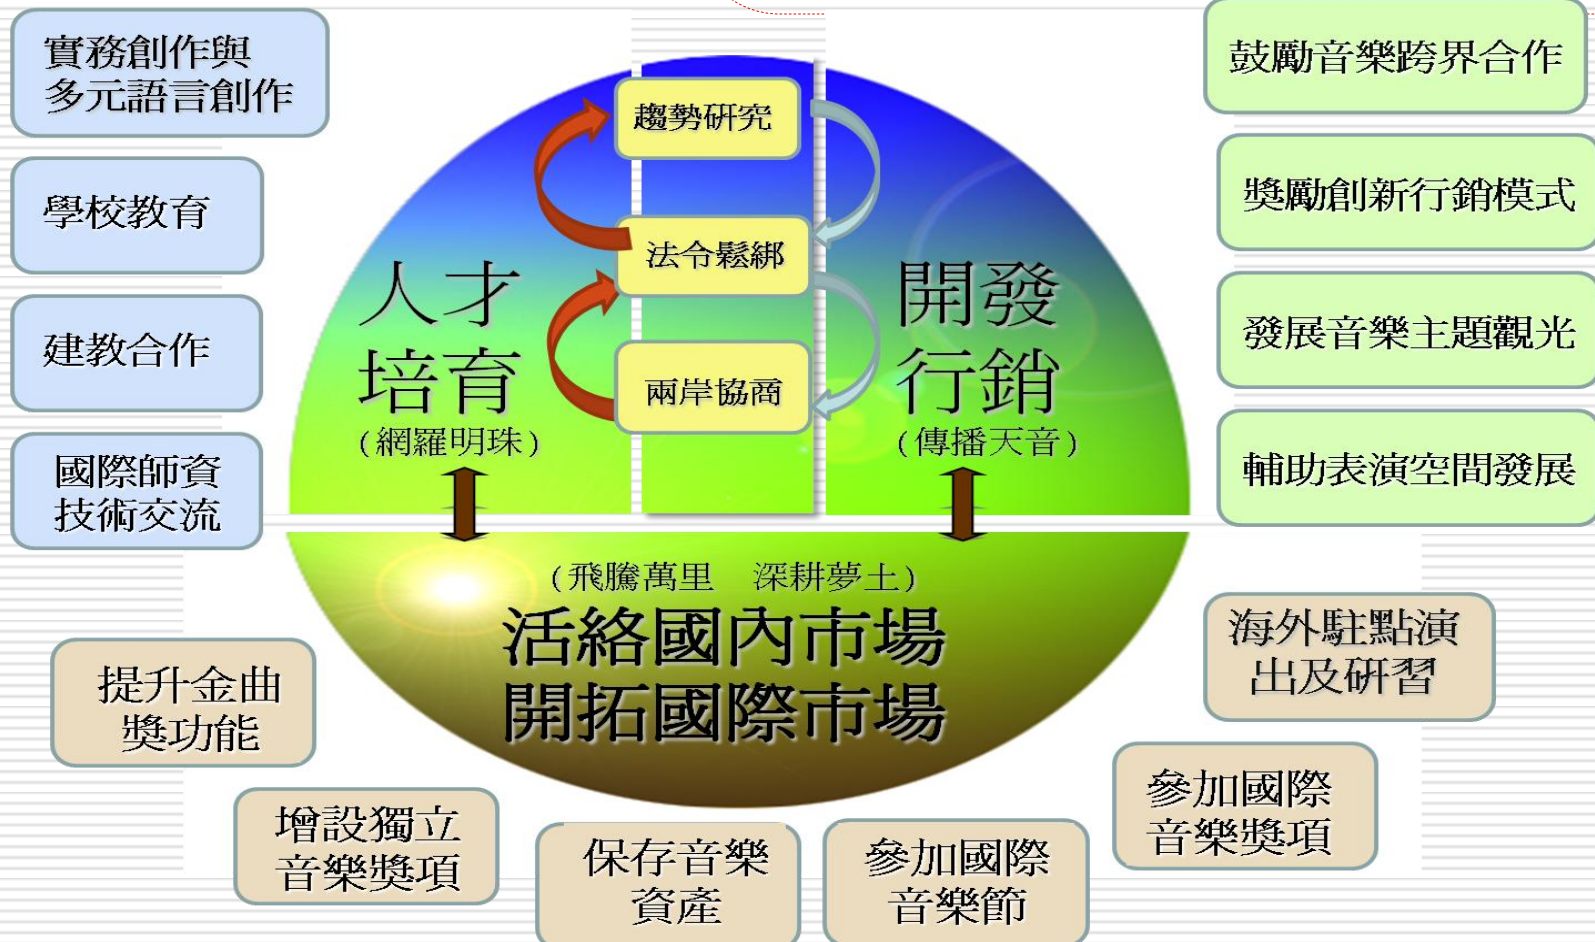 實務創作與
多元語言創作
學校教育
建教合作
國際師資
技術交流
人才
培育
(網羅明珠)
趨勢研究
法令鬆綁
兩岸協商
開發
行銷
(傳播天音)
鼓勵音樂跨界合作
獎勵創新行銷模式
發展音樂主題觀光
輔助表演空間發展
(飛騰萬里 深耕夢土)
活絡國內市場
開拓國際市場
提升金曲
獎功能
增設獨立
音樂獎項
保存音樂
資產
參加國際
音樂節
參加國際
音樂獎項
海外駐點演
出及研習